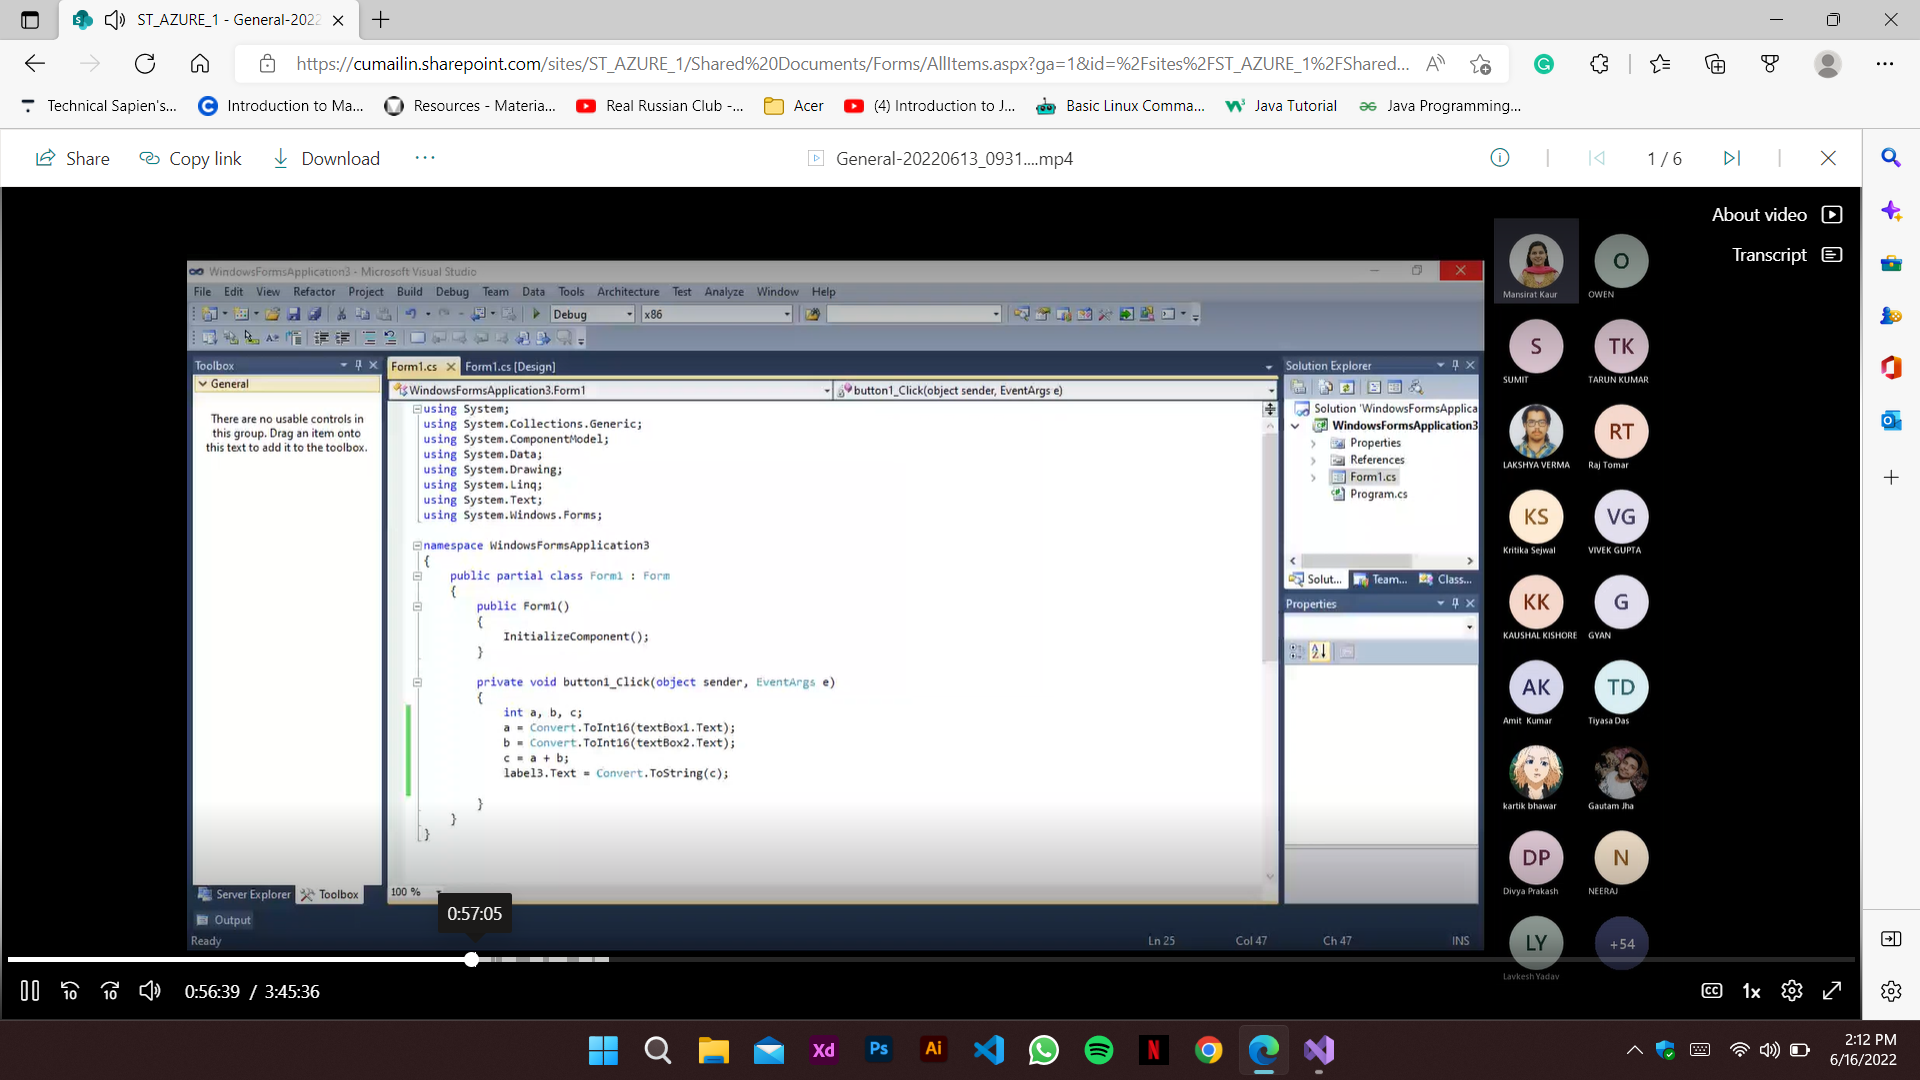 ST_AZURE_1 - General-2022
https://cumailin.sharepoint.com/sites/ST_AZURE_1/Shared%20Documents/Forms/AllItems.aspx?ga=1&id=%2Fsites%2FST_AZURE_1%2FShared...
Technical Sapien's...
Introduction to Ma...
Resources - Materia...
Real Russian Club -...
Acer
(4) Introduction to J...
Basic Linux Comma...
Java Tutorial
Java Programming,...
Share
Copy link
Download
General-20220613_0931....mp4
1 / 6
About video
Transcript
WindowsFormsApplication3 - Microsoft Visual Studio
File Edit View Refactor Project Build Debug Team Data Tools Architecture Test Analyze Window Help
Debug
x86
Toolbox
General
There are no usable controls in
this group. Drag an item onto
this text to add it to the toolbox.
Form1.cs
Form1.cs [Design]
WindowsFormsApplication3.Form1
button1_Click(object sender, EventArgs e)
using System;
using System.Collections.Generic;
using System.ComponentModel;
using System.Data;
using System.Drawing;
using System.Linq;
using System.Text;
using System.Windows.Forms;
namespace WindowsFormsApplication3
{
public partial class Form1 : Form
{
public Form1()
{
InitializeComponent();
}
private void button1_Click(object sender, EventArgs e)
{
int a, b, c;
a = Convert.ToInt16(textBox1.Text);
b = Convert.ToInt16(textBox2.Text);
c = a + b;
label3.Text = Convert.ToString(c);
}
}
}
100 %
Solution Explorer
Solution 'WindowsFormsApplica
WindowsFormsApplication3
Properties
References
Form1.cs
Program.cs
Solut...
Team...
Class...
Properties
Server Explorer
Toolbox
Output
Ready
Ln 25
Col 47
Ch 47
INS
Mansirat Kaur
O
OWEN
S
SUMIT
TK
TARUN KUMAR
LAKSHYA VERMA
RT
Raj Tomar
KS
Kritika Sejwal
VG
VIVEK GUPTA
KK
KAUSHAL KISHORE
G
GYAN
AK
Amit Kumar
TD
Tiyasa Das
kartik bhawar
Gautam Jha
DP
Divya Prakash
N
NEERAJ
LY
Lavkesh Yadav
+54
0:57:05
10
10
0:56:39 / 3:45:36
CC
1x
Xd
Ps
Ai
N
2:12 PM
6/16/2022